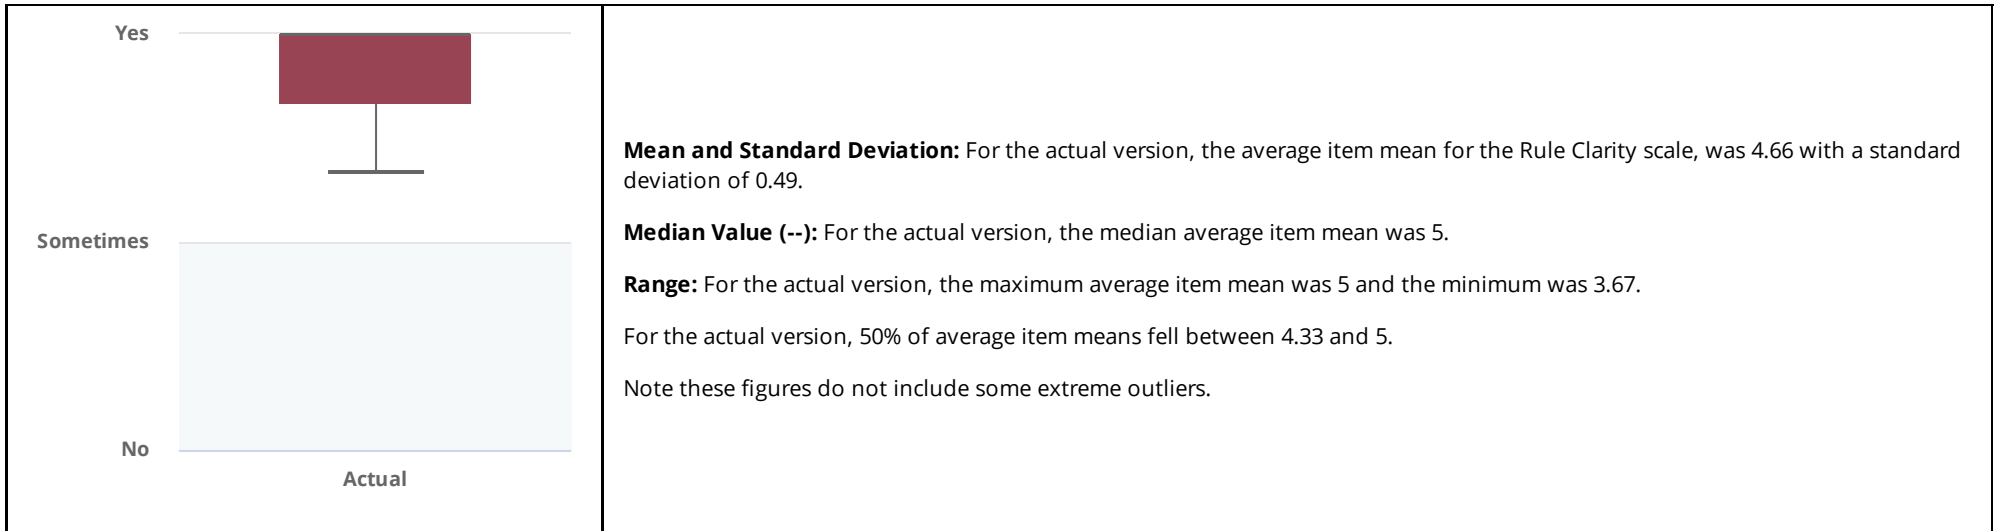 Yes
Sometimes
No
Actual
Mean and Standard Deviation: For the actual version, the average item mean for the Rule Clarity scale, was 4.66 with a standard
deviation of 0.49.
Median Value (--): For the actual version, the median average item mean was 5.
Range: For the actual version, the maximum average item mean was 5 and the minimum was 3.67.
For the actual version, 50% of average item means fell between 4.33 and 5.
Note these figures do not include some extreme outliers.